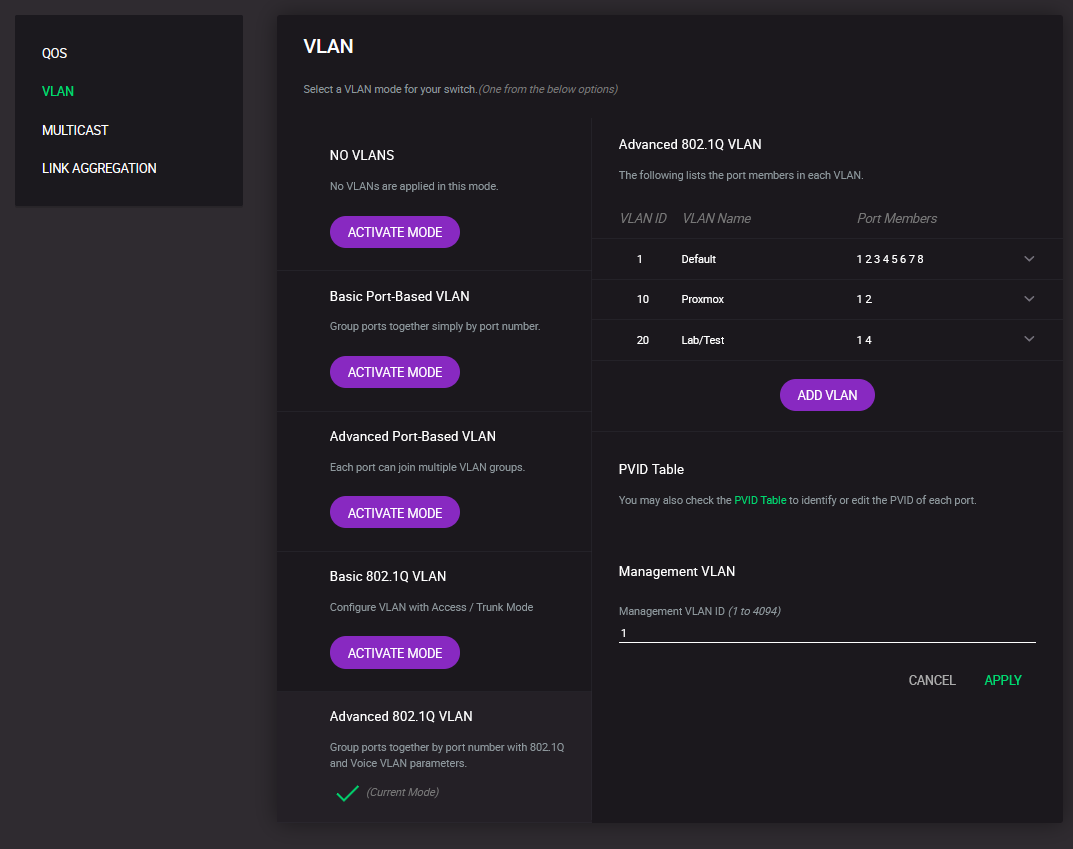 QOS
VLAN
MULTICAST
LINK AGGREGATION
VLAN
Select a VLAN mode for your switch.(One from the below options)
NO VLANS
No VLANs are applied in this mode.
ACTIVATE MODE
Basic Port-Based VLAN
Group ports together simply by port number.
ACTIVATE MODE
Advanced Port-Based VLAN
Each port can join multiple VLAN groups.
ACTIVATE MODE
Basic 802.1Q VLAN
Configure VLAN with Access / Trunk Mode
ACTIVATE MODE
Advanced 802.1Q VLAN
Group ports together by port number with 802.1Q
and Voice VLAN parameters.
(Current Mode)
Advanced 802.1Q VLAN
The following lists the port members in each VLAN.
VLAN ID VLAN Name Port Members
1 Default 1 2 3 4 5 6 7 8
10 Proxmox 1 2
20 Lab/Test 1 4
ADD VLAN
PVID Table
You may also check the PVID Table to identify or edit the PVID of each port.
Management VLAN
Management VLAN ID (1 to 4094)
1
CANCEL APPLY